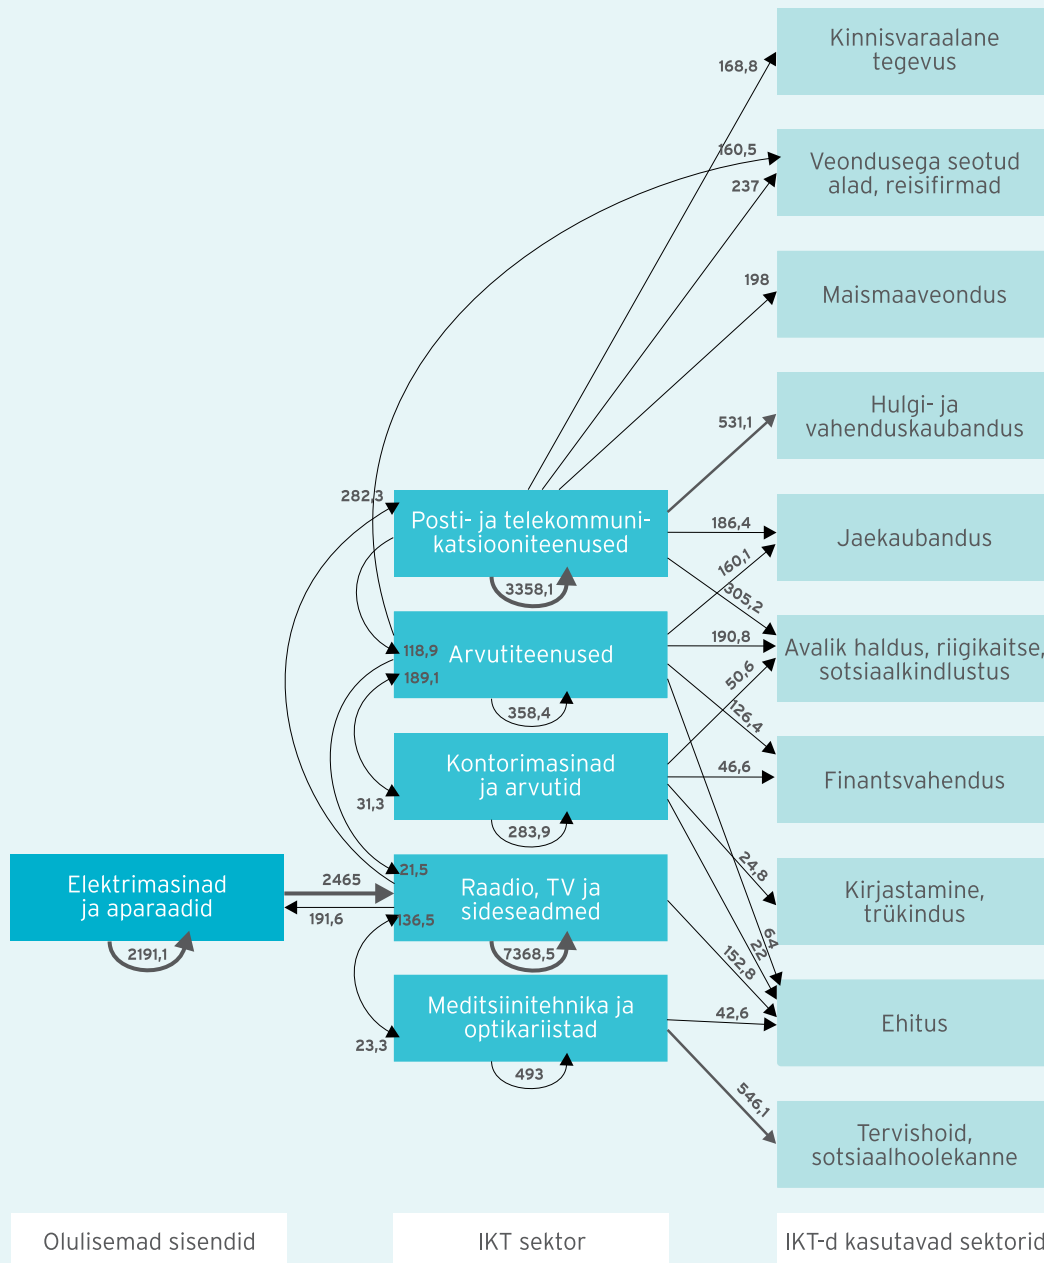 Kinnisvaraalane
tegevus
168,8
160,5
Veondusega seotud
alad, reisifirmad
237
198
Maismaaveondus
531,1
Hulgi- ja
vahenduskaubandus
282,3
Posti- ja telekommuni-
katsiooniteenused
3358,1
186,4
Jaekaubandus
160,1
305,2
118,9
189,1
Arvutiteenused
358,4
190,8
Avalik haldus, riigikaitse,
sotsiaalkindlustus
50,6
126,4
Kontorimasinad
ja arvutid
31,3
283,9
46,6
Finantsvahendus
24,8
Elektrimasinad
ja aparaadid
2191,1
2465
191,6
21,5
136,5
Raadio, TV ja
sideseadmed
7368,5
Kirjastamine,
trükindus
64
22
152,8
Meditsiinitehnika ja
optikariistad
23,3
493
42,6
Ehitus
546,1
Tervishoid,
sotsiaalhoolekanne
Olulisemad sisendid
IKT sektor
IKT-d kasutavad sektorid